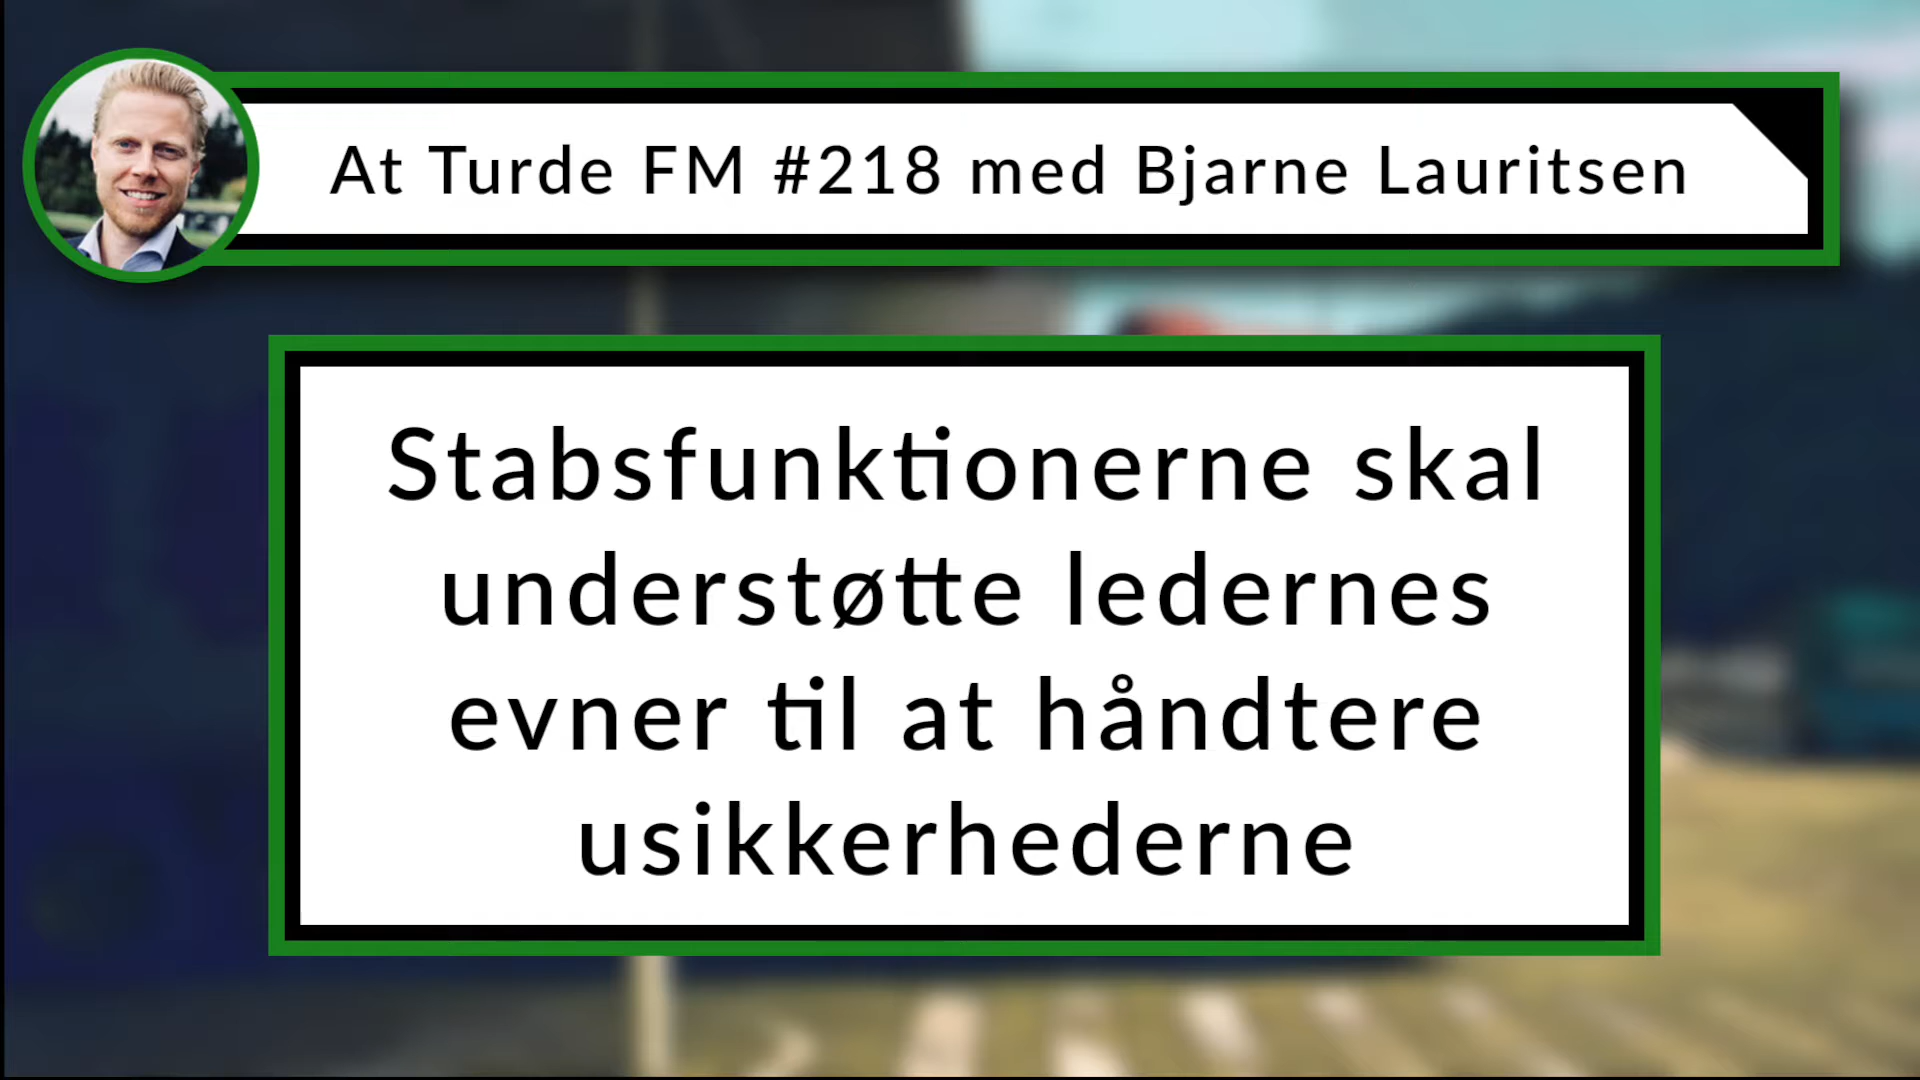 At Turde FM #218 med Bjarne Lauritsen
Stabsfunktionerne skal
understøtte ledernes
evner til at håndtere
usikkerhederne